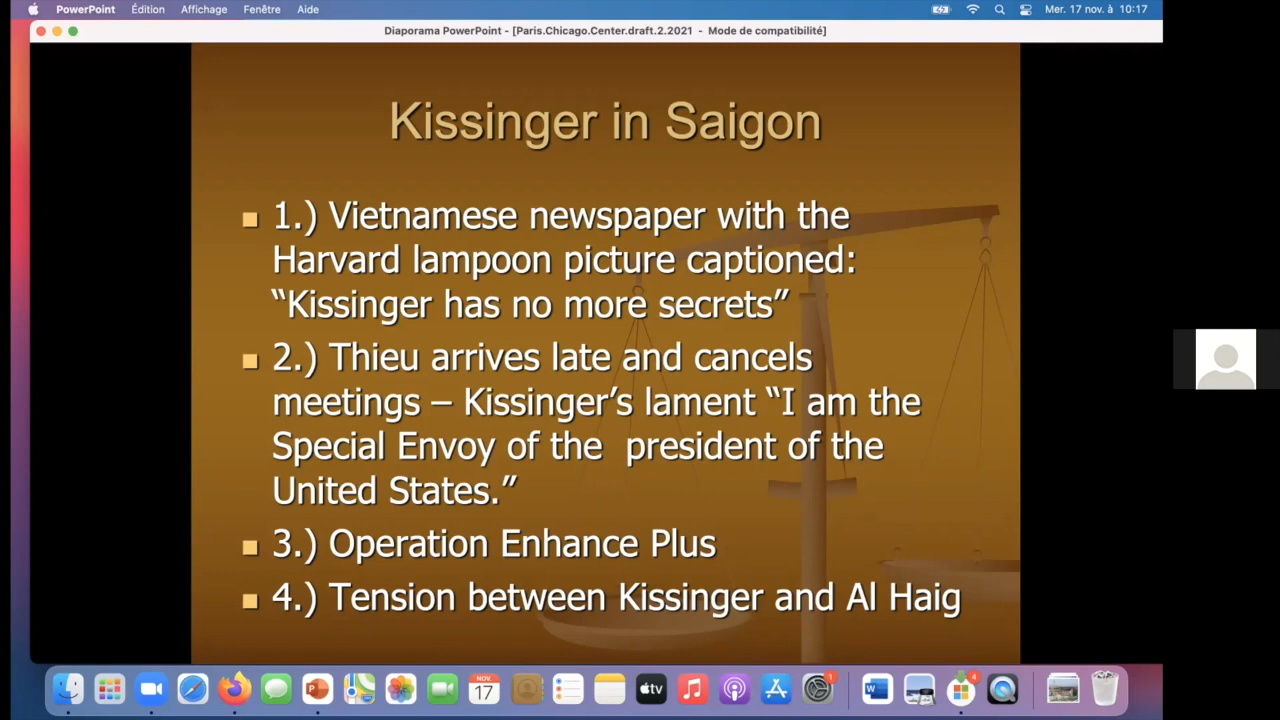 PowerPoint Édition Affichage Fenêtre Aide Mer. 17 nov. à 10:17
Diaporama PowerPoint - [Paris.Chicago.Center.draft.2.2021 - Mode de compatibilité]
Kissinger in Saigon
1.) Vietnamese newspaper with the
Harvard lampoon picture captioned:
“Kissinger has no more secrets”
2.) Thieu arrives late and cancels
meetings – Kissinger’s lament “I am the
Special Envoy of the president of the
United States.”
3.) Operation Enhance Plus
4.) Tension between Kissinger and Al Haig
NOV.
17
tv
1
W
4